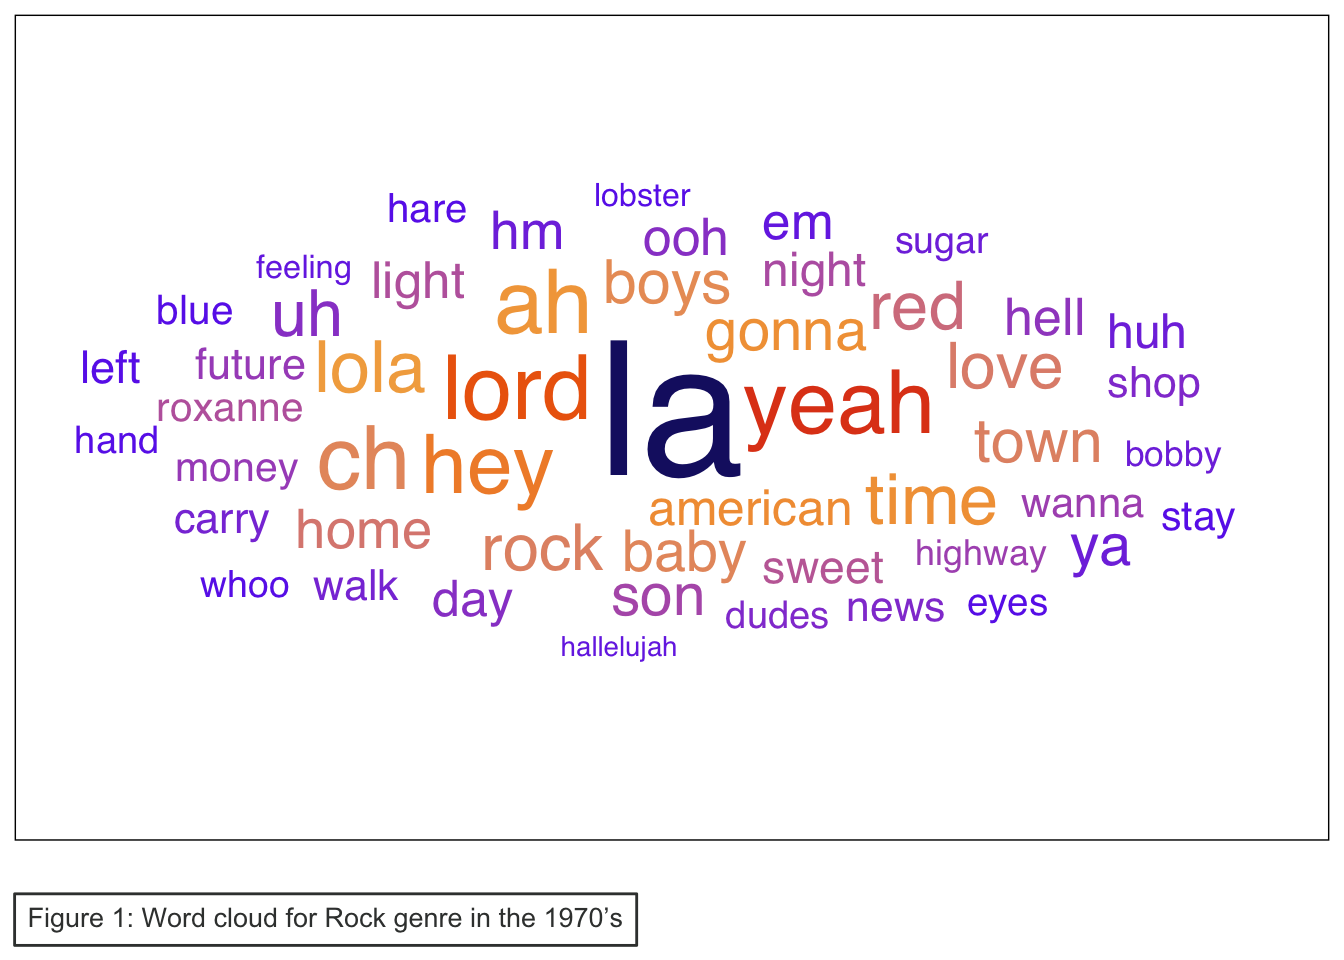 lobster
hare
hm
ooh
em
sugar
feeling
light
ah
boys
night
red
blue
uh
gonna
hell
huh
left
future
lola
lord
la
yeah
love
shop
roxanne
hand
money
ch
hey
town
bobby
carry
home
american
time
wanna
stay
rock
baby
sweet
highway
ya
whoo
walk
day
son
dudes
news
eyes
hallelujah
Figure 1: Word cloud for Rock genre in the 1970’s